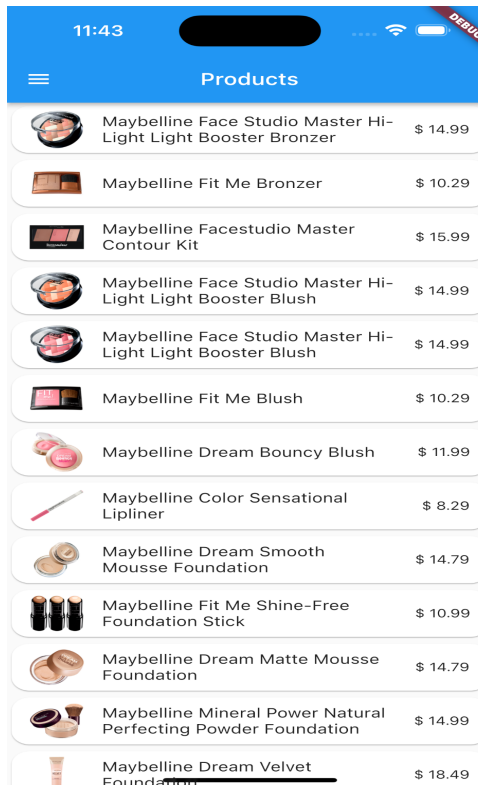 11:43
DEBUG
Products
Maybelline Face Studio Master Hi-
Light Light Booster Bronzer
$ 14.99
Maybelline Fit Me Bronzer
$ 10.29
Maybelline Facestudio Master
Contour Kit
$ 15.99
Maybelline Face Studio Master Hi-
Light Light Booster Blush
$ 14.99
Maybelline Face Studio Master Hi-
Light Light Booster Blush
$ 14.99
Maybelline Fit Me Blush
$ 10.29
Maybelline Dream Bouncy Blush
$ 11.99
Maybelline Color Sensational
Lipliner
$ 8.29
Maybelline Dream Smooth
Mousse Foundation
$ 14.79
Maybelline Fit Me Shine-Free
Foundation Stick
$ 10.99
Maybelline Dream Matte Mousse
Foundation
$ 14.79
Maybelline Mineral Power Natural
Perfecting Powder Foundation
$ 14.99
Maybelline Dream Velvet
Foundation
$ 18.49